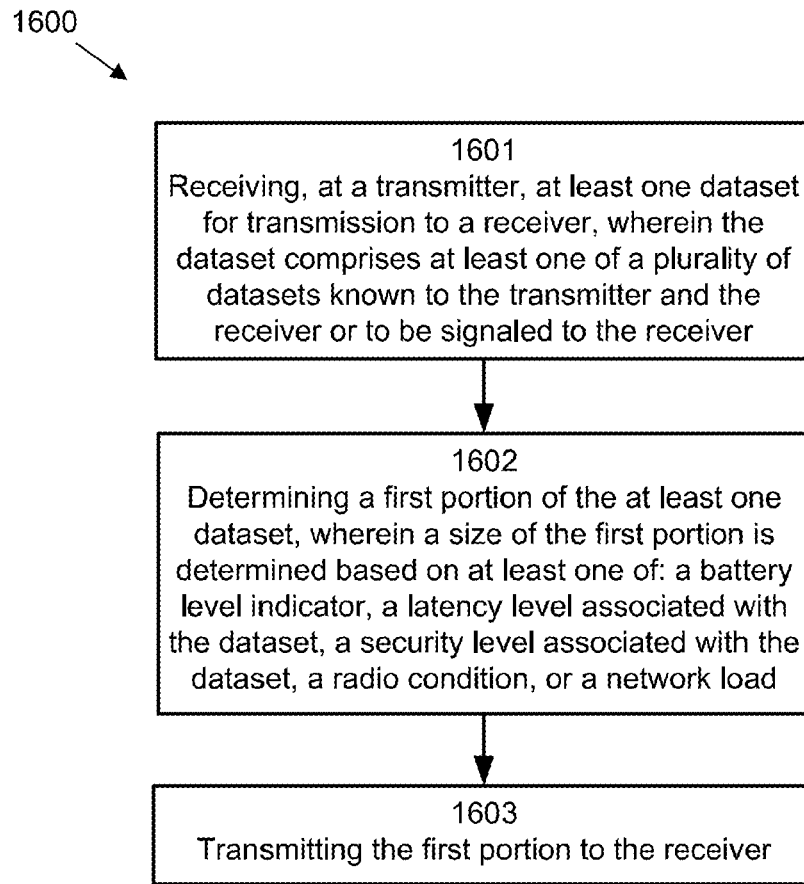 1600
1601
Receiving, at a transmitter, at least one dataset
for transmission to a receiver, wherein the
dataset comprises at least one of a plurality of
datasets known to the transmitter and the
receiver or to be signaled to the receiver
1602
Determining a first portion of the at least one
dataset, wherein a size of the first portion is
determined based on at least one of: a battery
level indicator, a latency level associated with
the dataset, a security level associated with the
dataset, a radio condition, or a network load
1603
Transmitting the first portion to the receiver